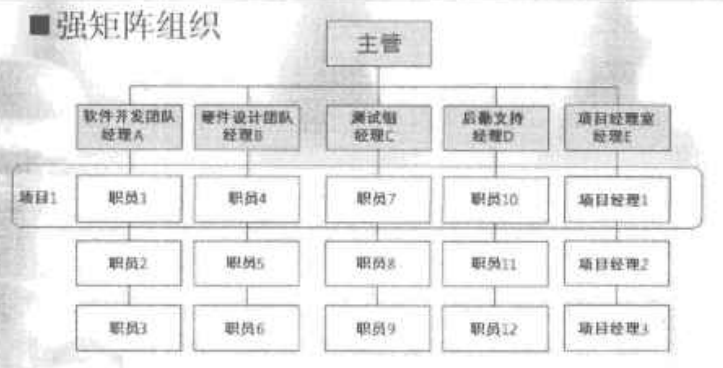 ■强矩阵组织
主管
软件开发团队
经理A
硬件设计团队
经理B
测试组
经理C
后勤支持
经理D
项目经理室
经理E
项目1
职员1
职员4
职员7
职员10
项目经理1
职员2
职员5
职员8
职员11
项目经理2
职员3
职员6
职员9
职员12
项目经理3